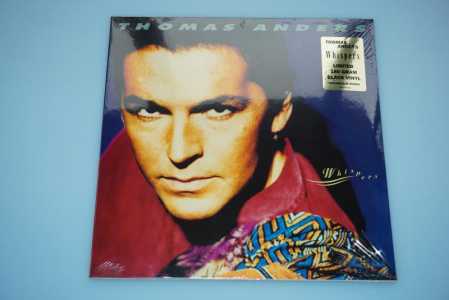 THOMAS ANDERS
THOMAS
ANDERS
Whispers
LIMITED
180 GRAM
BLACK VINYL
Whispers